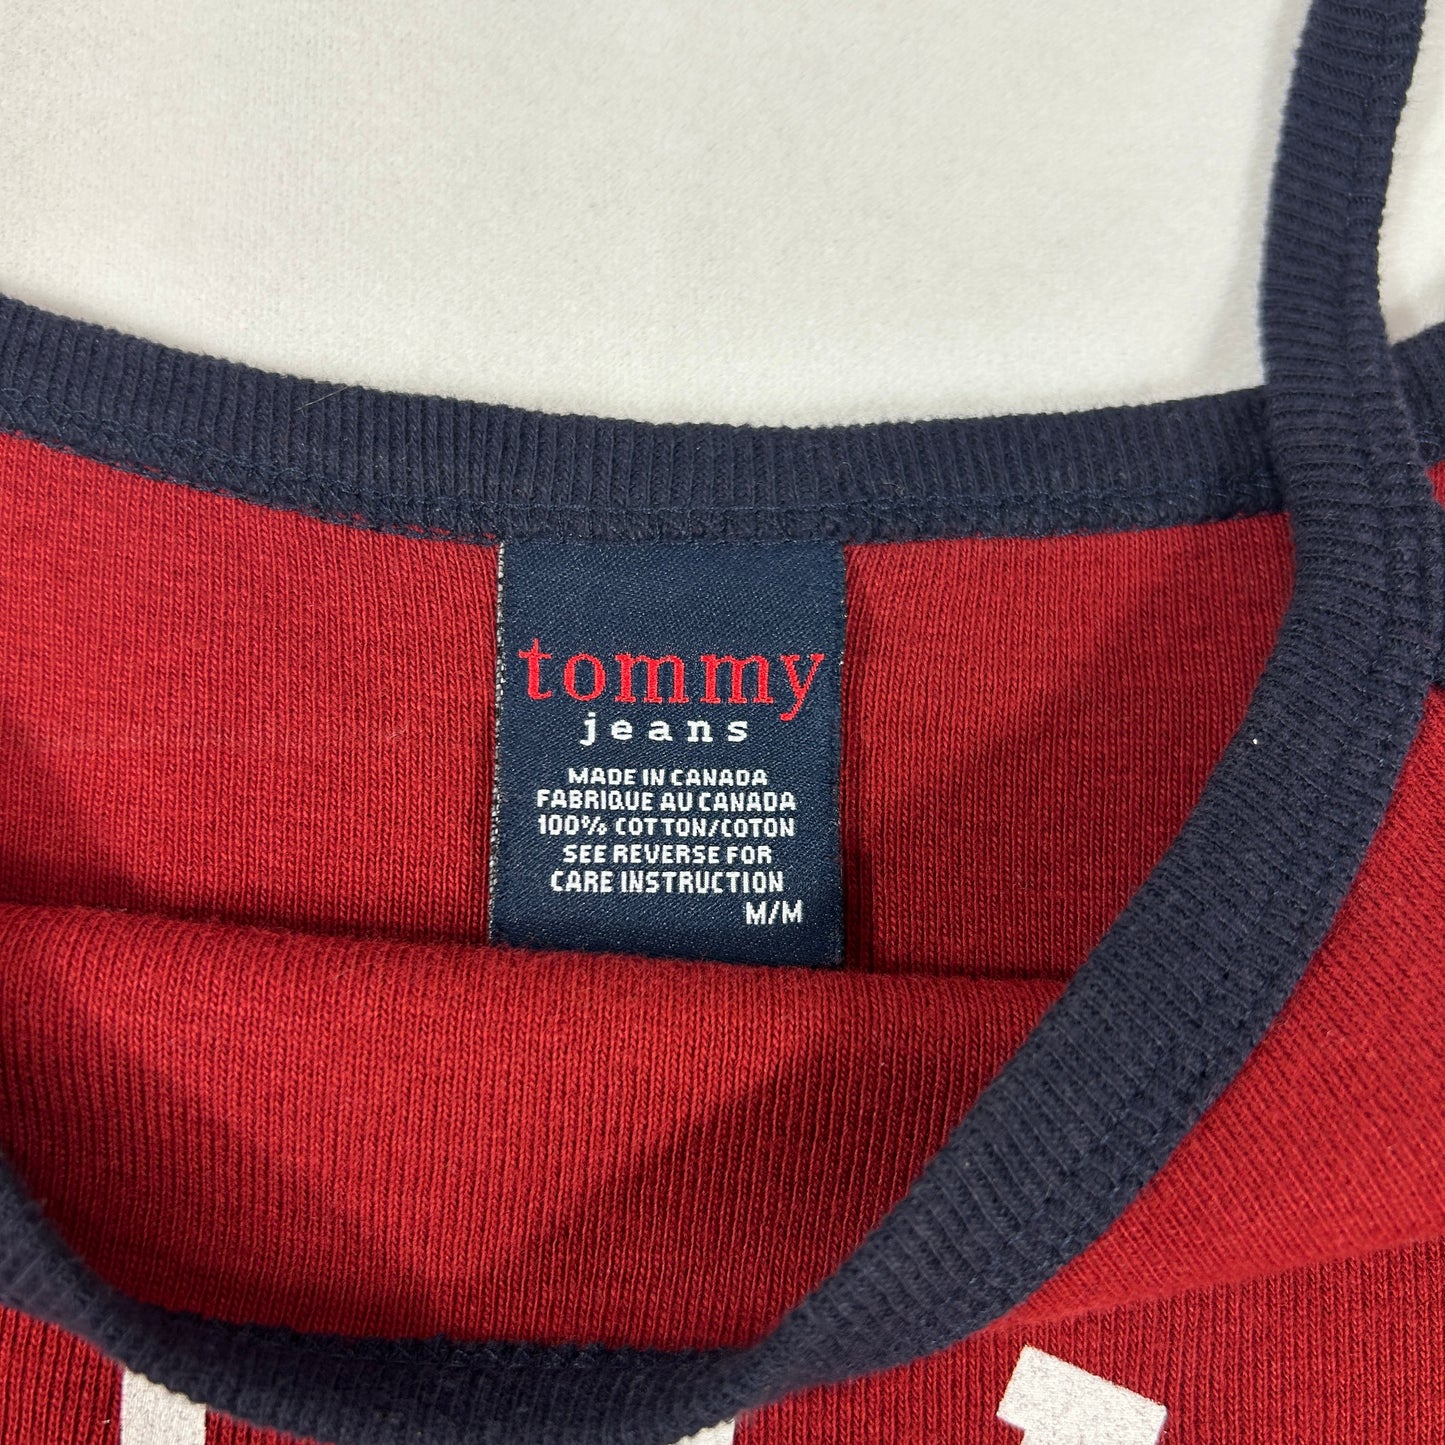 tommy
jeans
MADE IN CANADA
FABRIQUE AU CANADA
100% COTTON/COTON
SEE REVERSE FOR
CARE INSTRUCTION
M/M